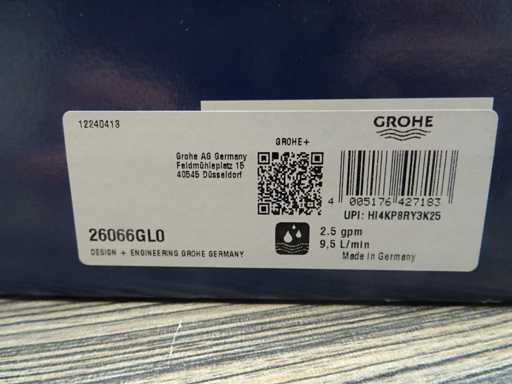 12240413
GROHE
GROHE+
Grohe AG Germany
Feldmühleplatz 15
40545 Düsseldorf
4 005176 427183
UPI: HI4KP8RY3K25
26066GL0
2.5 gpm
9,5 L/min
DESIGN + ENGINEERING GROHE GERMANY
Made in Germany